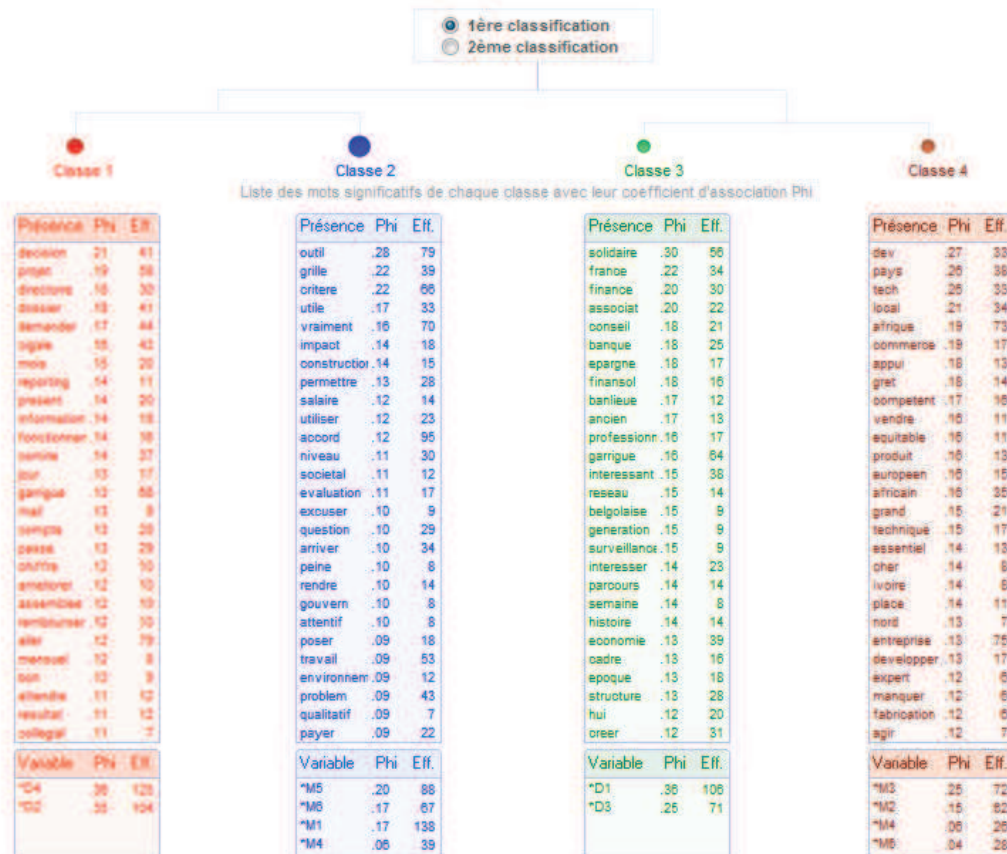 1ère classification
2ème classification
Classe 1
Classe 2
Classe 3
Classe 4
Liste des mots significatifs de chaque classe avec leur coefficient d'association Phi
Présence Phi Eff.
decision 21 41
projet 19 58
directoire 18 30
dossier 18 41
demander 17 44
cigale 42
mois 15 20
reporting 14 11
present 14 20
information 14 18
fonctionner 14 16
comite 14 37
jour 13 17
garrigue 13 68
mail 13 9
compte 13 28
passe 13 29
chiffre 12 10
ameliorer 12 10
assemblee 12 10
rembourser 12 10
aller 12 79
mensuel 12 8
bon 9
attendre 11 12
resultat 11 12
collegial 11 7
Variable Phi Eff.
*D4 36
*D2 104
Présence Phi Eff.
outil .28 79
grille .22 39
critere .22 66
utile .17 33
vraiment .16 70
impact .14 18
construction .14 15
permettre .13 28
salaire .12 14
utiliser .12 23
accord .12 95
niveau .11 30
societal .11 12
evaluation .11 17
excuser .10 9
question .10 29
arriver .10 34
peine .10 8
rendre .10 14
gouvern .10 8
attentif .10 8
poser .09 18
travail .09 53
environnem .09 12
problem .09 43
qualitatif .09 7
payer .09 22
Variable Phi Eff.
*M5 .20 88
*M6 .17 67
*M1 .17 138
*M4 .06 39
Présence Phi Eff.
solidaire .30 56
france .22 34
finance .20 30
associat .20 22
conseil .18 21
banque .18 25
epargne .18 17
finansol .18 16
banlieue .17 12
ancien .17 13
professionn .16 17
garrigue .16 64
interessant .15 38
reseau .15 14
belgolaise .15 9
generation .15 9
surveillance .15 9
interesser .14 23
parcours .14 14
semaine .14 8
histoire .14 14
economie .13 39
cadre .13 16
epoque .13 18
structure .13 28
hui .12 20
creer .12 31
Variable Phi Eff.
*D1 .36 106
*D3 .25 71
Présence Phi Eff.
dev .27 33
pays .26 38
tech .26 33
local .21 34
afrique .19 73
commerce .19 17
appui .18 13
gret .18 14
competent .17 16
vendre .16 11
equitable .16 11
produit .16 13
europeen .16 15
africain .16 35
grand .15 21
technique .15 17
essentiel .14 13
cher .14 8
ivoire .14 8
place .14 11
nord .13 7
entreprise .13 75
developper .13 17
expert .12 6
manquer .12 6
fabrication .12 6
agir .12 7
Variable Phi Eff.
*M3 .25 72
*M2 .15 82
*M4 .06 26
.04 28